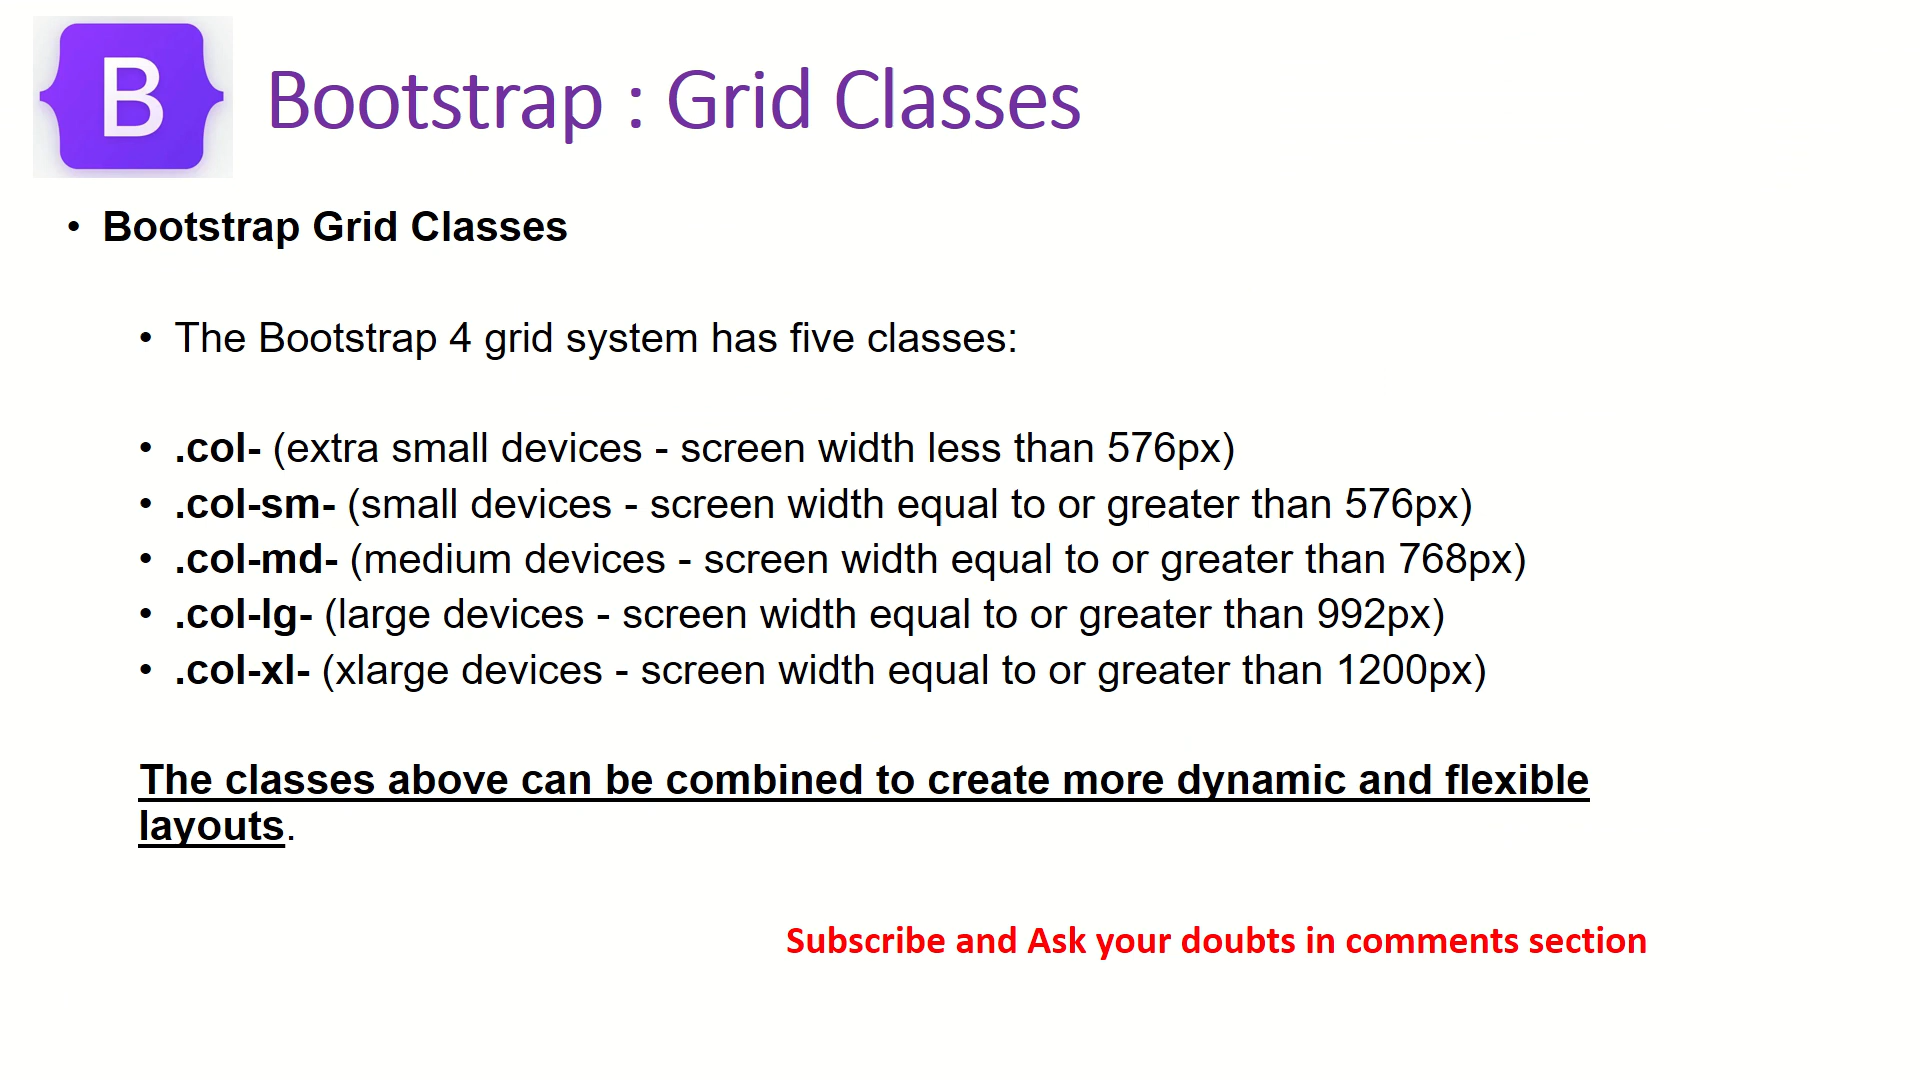 B
Bootstrap : Grid Classes
• Bootstrap Grid Classes
• The Bootstrap 4 grid system has five classes:
• .col- (extra small devices - screen width less than 576px)
• .col-sm- (small devices - screen width equal to or greater than 576px)
• .col-md- (medium devices - screen width equal to or greater than 768px)
• .col-lg- (large devices - screen width equal to or greater than 992px)
• .col-xl- (xlarge devices - screen width equal to or greater than 1200px)
The classes above can be combined to create more dynamic and flexible
layouts.
Subscribe and Ask your doubts in comments section